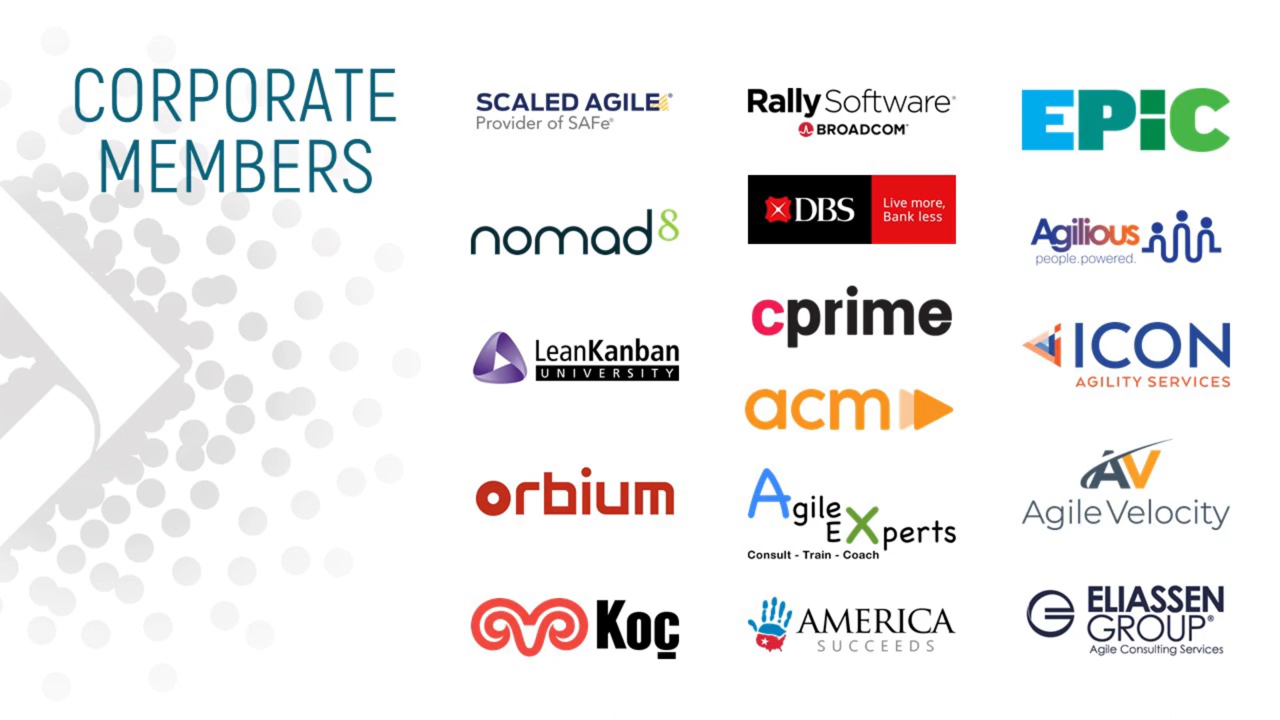 CORPORATE
MEMBERS
SCALED AGILE®
Provider of SAFe®
nomad8
LeanKanban
UNIVERSITY
orbium
Koç
Rally Software®
BROADCOM®
DBS
Live more,
Bank less
cprime
acm
Agile
EXperts
Consult - Train - Coach
AMERICA
SUCCEEDS
EPiC
Agilious
people.powered.
ICON
AGILITY SERVICES
AV
Agile Velocity
ELIASSEN
GROUP®
Agile Consulting Services